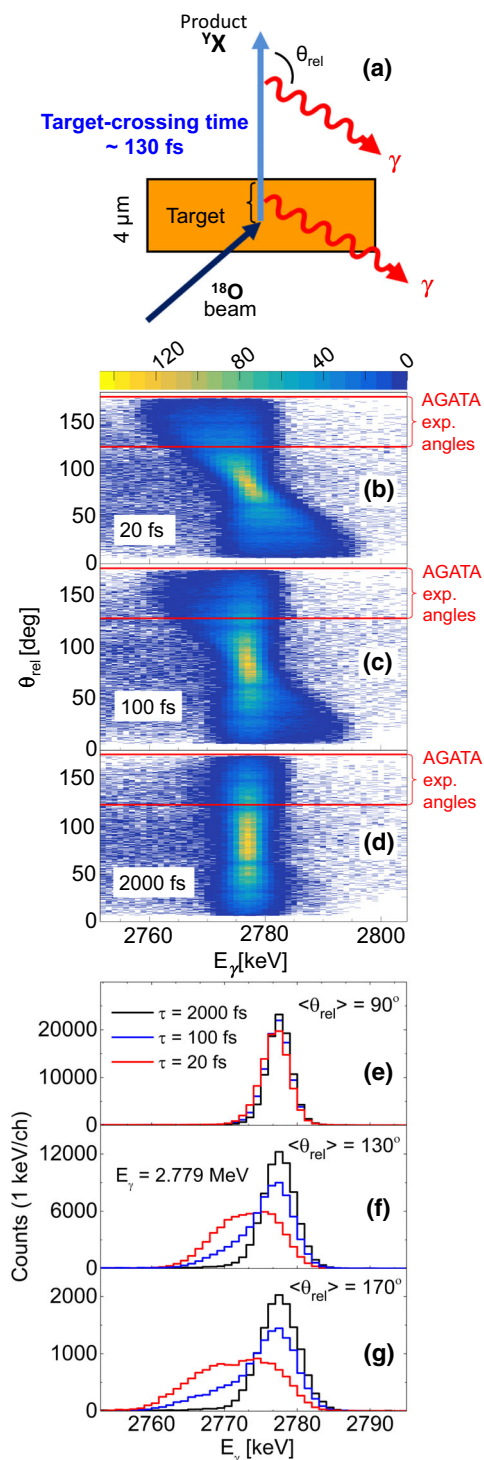 Product
ʸX
θrel
(a)
Target-crossing time
~ 130 fs
γ
4 μm
Target
γ
¹⁸O
beam
120
80
40
0
150
100
50
0
AGATA
exp.
angles
(b)
20 fs
150
100
50
0
AGATA
exp.
angles
(c)
100 fs
θrel [deg]
150
100
50
0
AGATA
exp.
angles
(d)
2000 fs
2760
2780
2800
Eγ[keV]
τ = 2000 fs
τ = 100 fs
τ = 20 fs
<θrel> = 90°
20000
10000
0
(e)
12000
6000
0
Eγ = 2.779 MeV
<θrel> = 130°
(f)
Counts (1 keV/ch)
2000
1000
0
<θrel> = 170°
(g)
2760
2770
2780
2790
Eγ [keV]